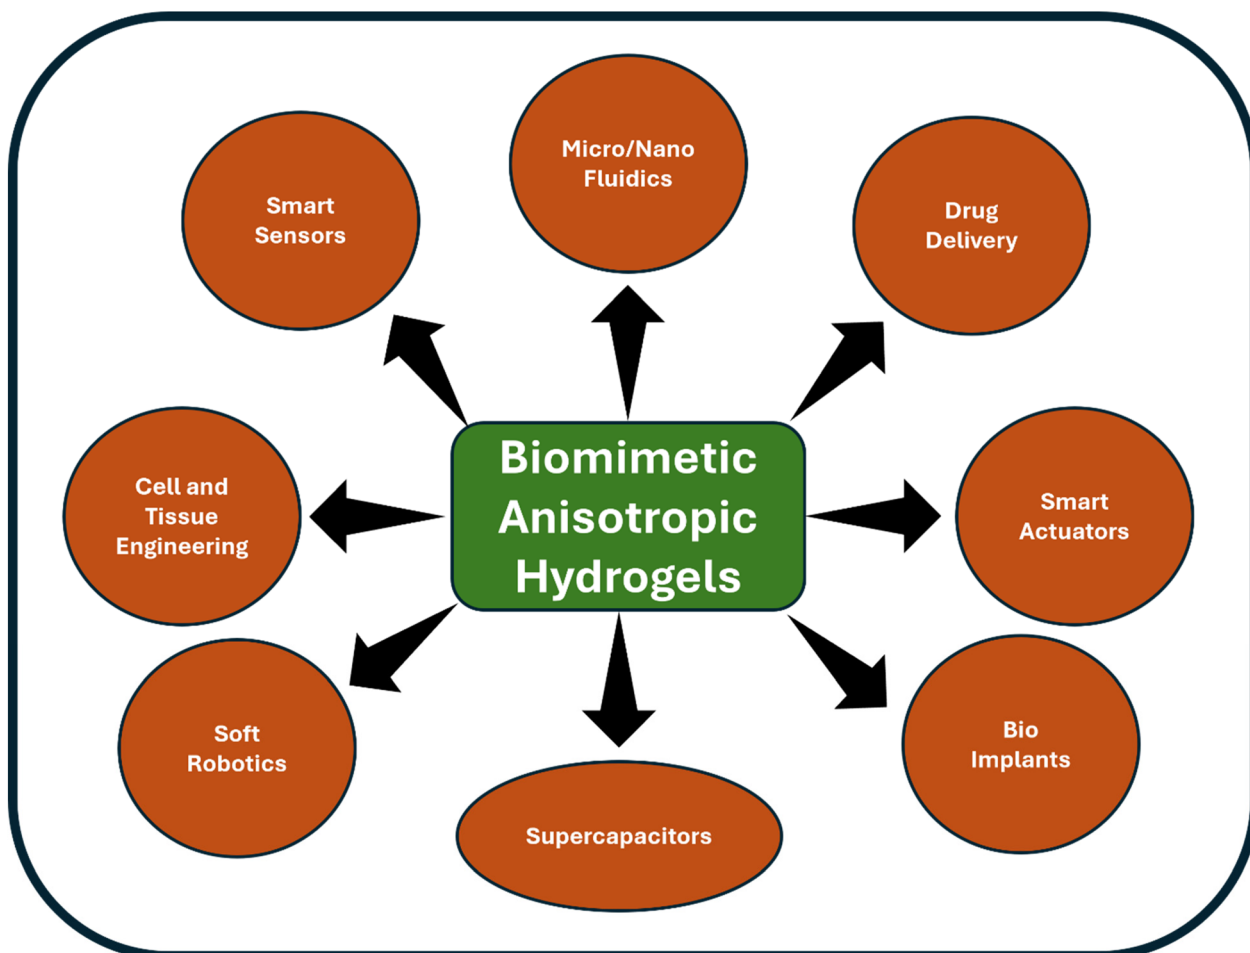 Micro/Nano
Fluidics
Smart
Sensors
Drug
Delivery
Biomimetic
Anisotropic
Hydrogels
Cell and
Tissue
Engineering
Smart
Actuators
Soft
Robotics
Bio
Implants
Supercapacitors